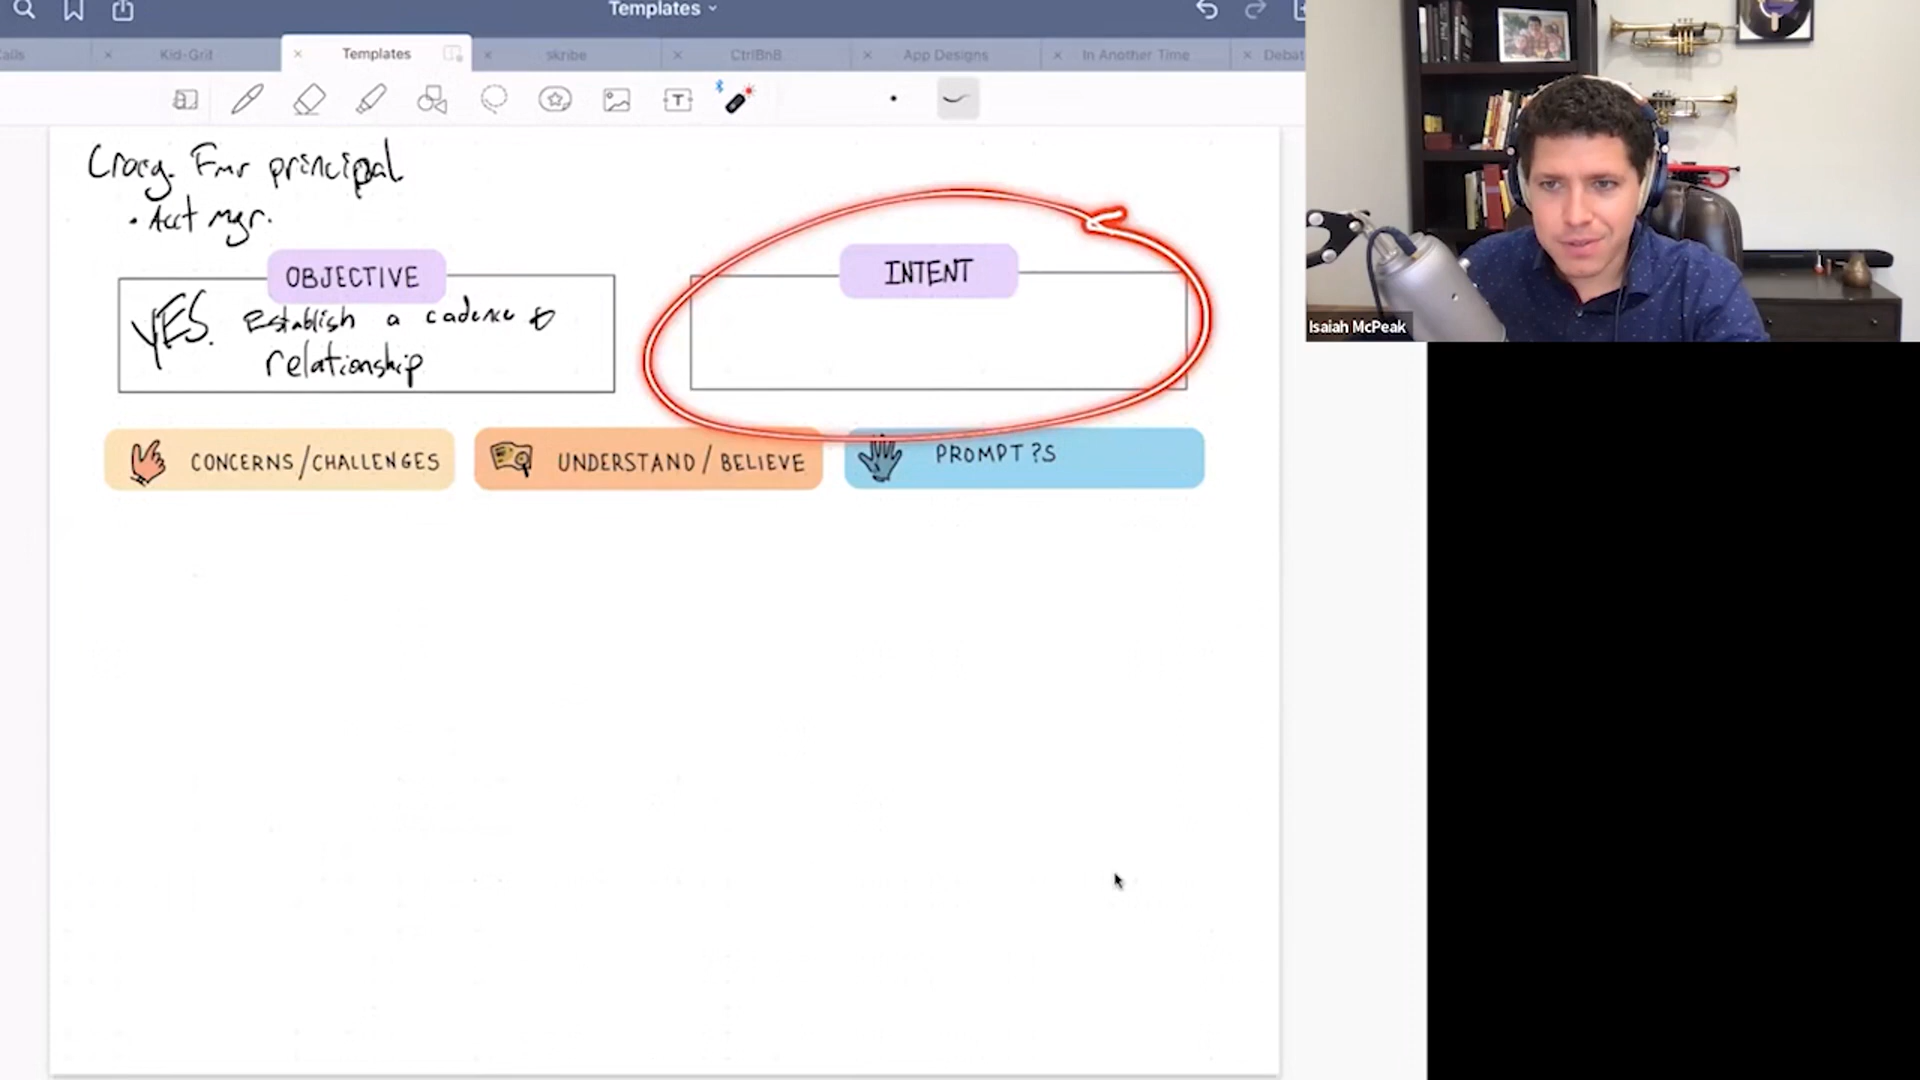 Templates
Kid-Grit
Templates
skribe
CtrlBnB
App Designs
In Another Time
Debat
Craig. Fmr principal
• Acct mgr.
OBJECTIVE
YES. Establish a cadence &
relationship
INTENT
CONCERNS/CHALLENGES
UNDERSTAND/BELIEVE
PROMPT ?S
Isaiah McPeak